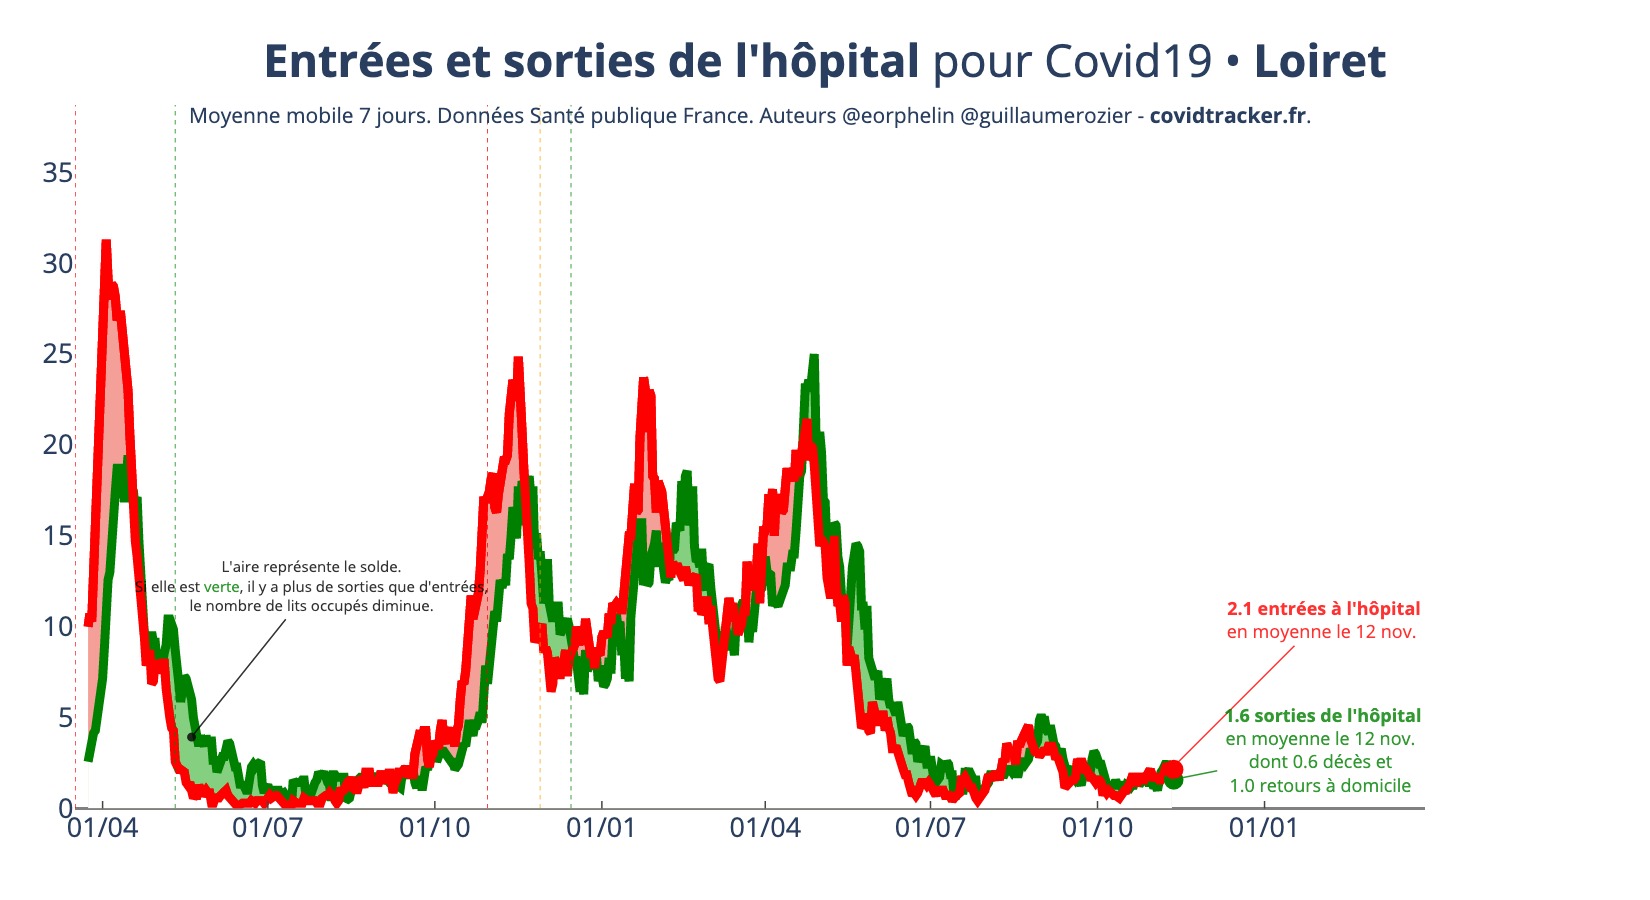 Entrées et sorties de l'hôpital pour Covid19 • Loiret
Moyenne mobile 7 jours. Données Santé publique France. Auteurs @eorphelin @guillaumerozier - covidtracker.fr.
35
30
25
20
15
10
5
0
L'aire représente le solde.
Si elle est verte, il y a plus de sorties que d'entrées,
le nombre de lits occupés diminue.
2.1 entrées à l'hôpital
en moyenne le 12 nov.
1.6 sorties de l'hôpital
en moyenne le 12 nov.
dont 0.6 décès et
1.0 retours à domicile
01/04 01/07 01/10 01/01 01/04 01/07 01/10 01/01